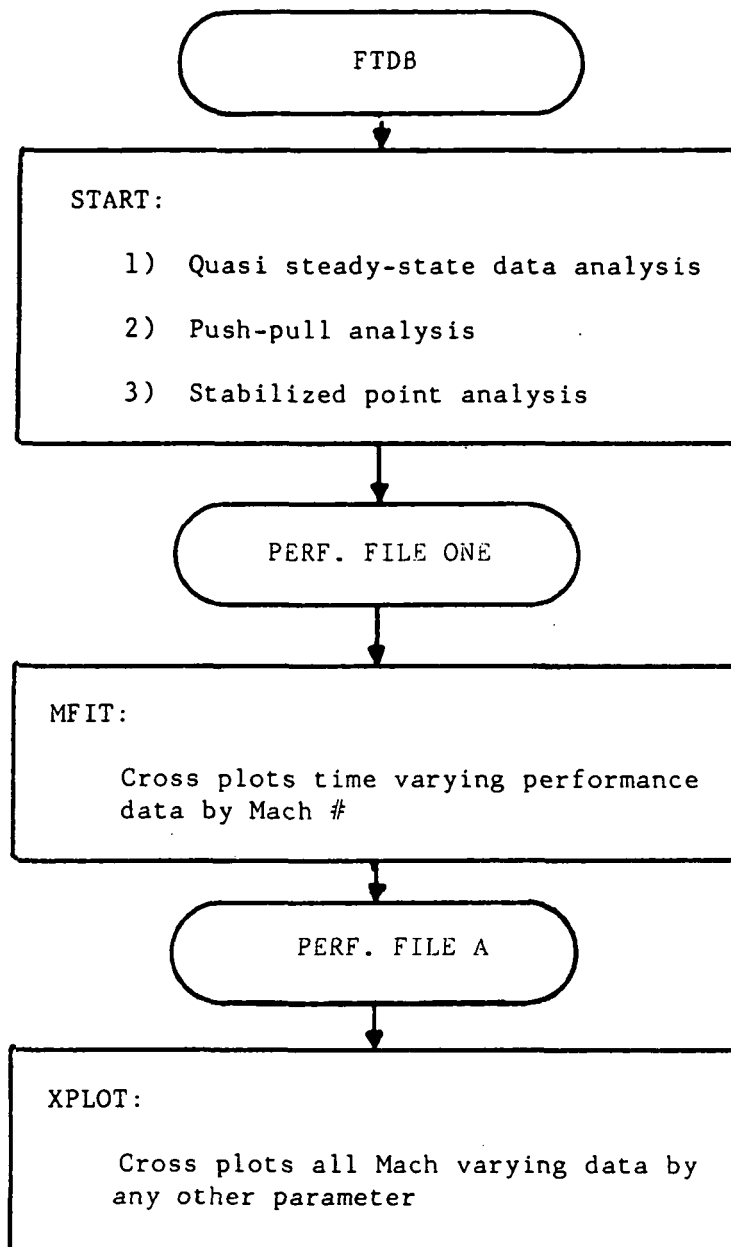 FTDB
START:
1) Quasi steady-state data analysis
2) Push-pull analysis
3) Stabilized point analysis
PERF. FILE ONE
MFIT:
Cross plots time varying performance
data by Mach #
PERF. FILE A
XPLOT:
Cross plots all Mach varying data by
any other parameter